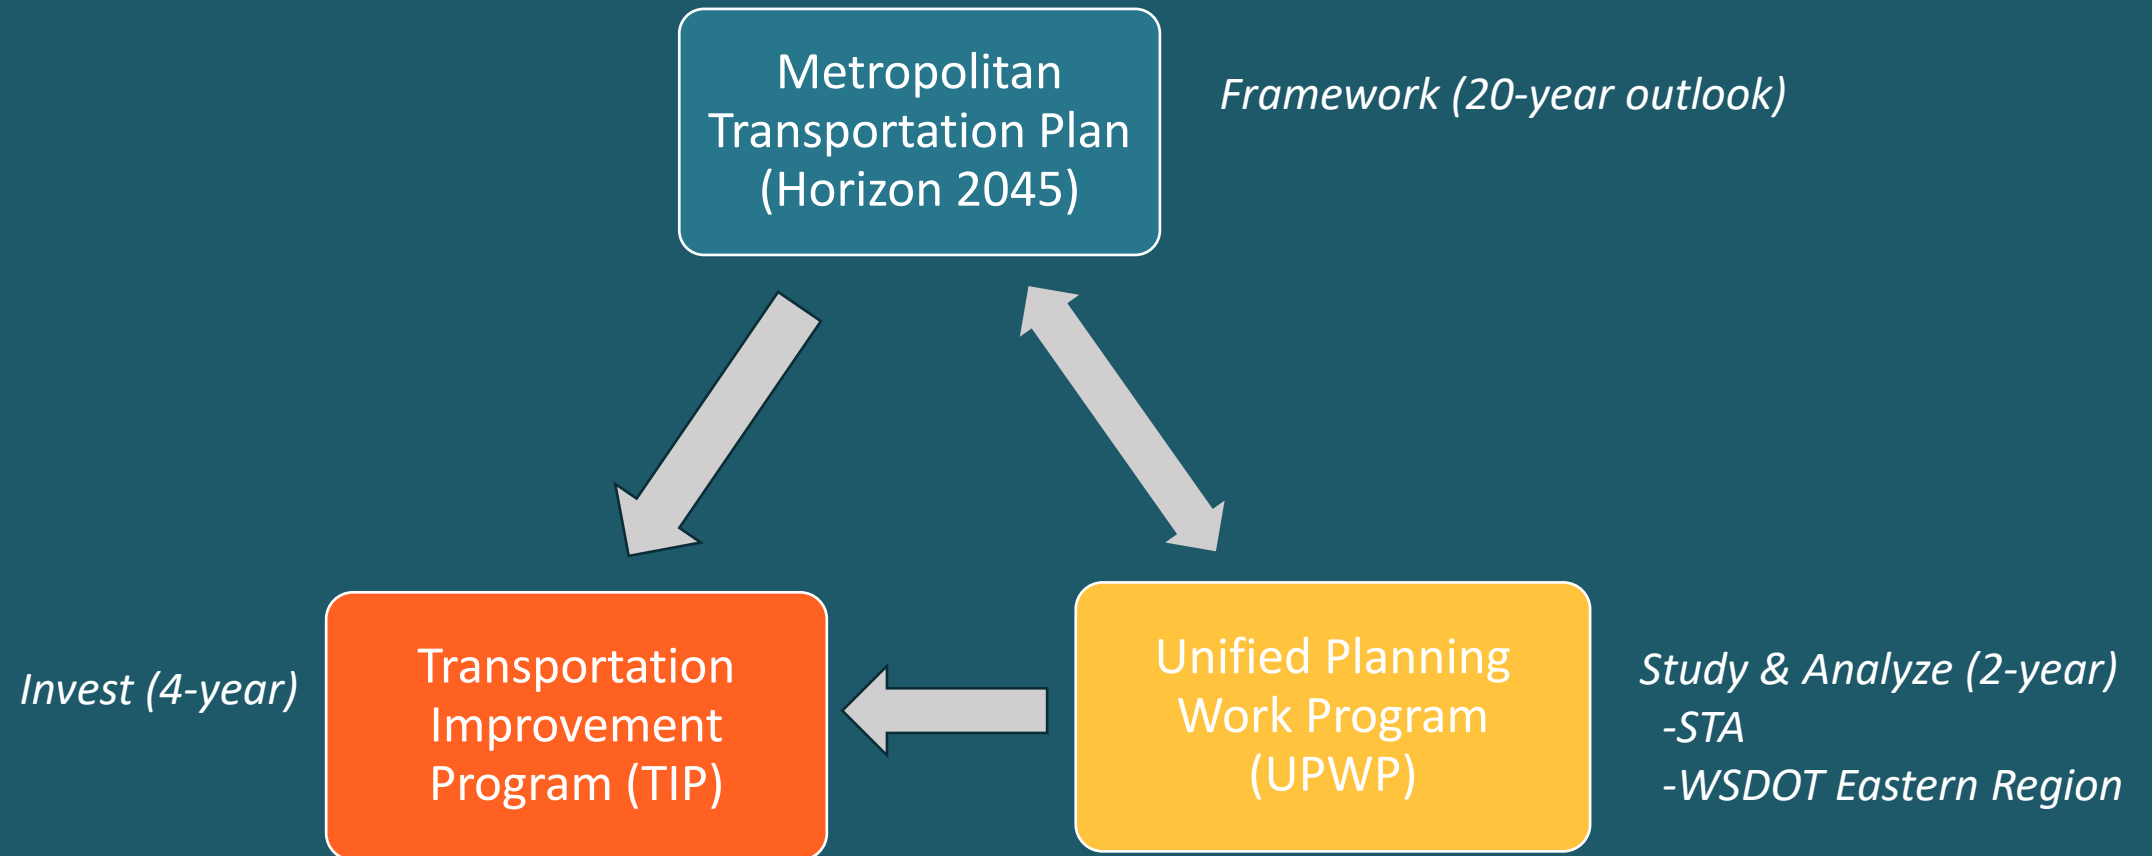 Metropolitan
Transportation Plan
(Horizon 2045)
Framework (20-year outlook)
Invest (4-year)
Transportation
Improvement
Program (TIP)
Unified Planning
Work Program
(UPWP)
Study & Analyze (2-year)
-STA
-WSDOT Eastern Region